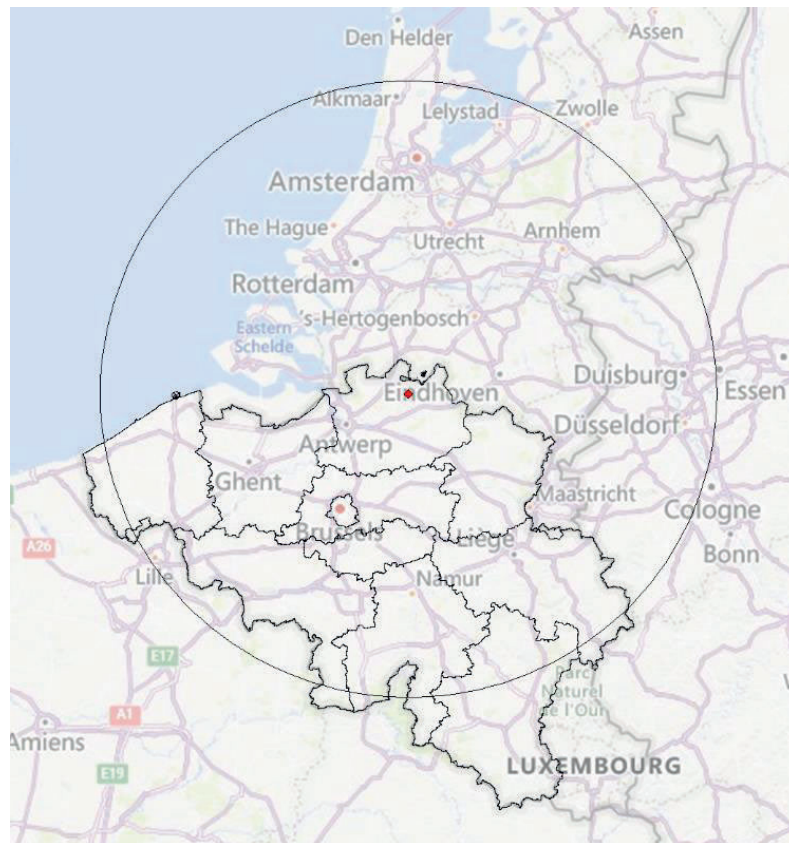 Den Helder
Assen
Alkmaar
Lelystad
Zwolle
Amsterdam
The Hague
Utrecht
Arnhem
Rotterdam
's-Hertogenbosch
Eastern
Schelde
Eindhoven
Duisburg
Essen
Antwerp
Düsseldorf
Ghent
Maastricht
Cologne
Brussels
Liège
Bonn
A26
Lille
Namur
E17
Parc
Naturel
de l'Our
A1
Amiens
LUXEMBOURG
E19